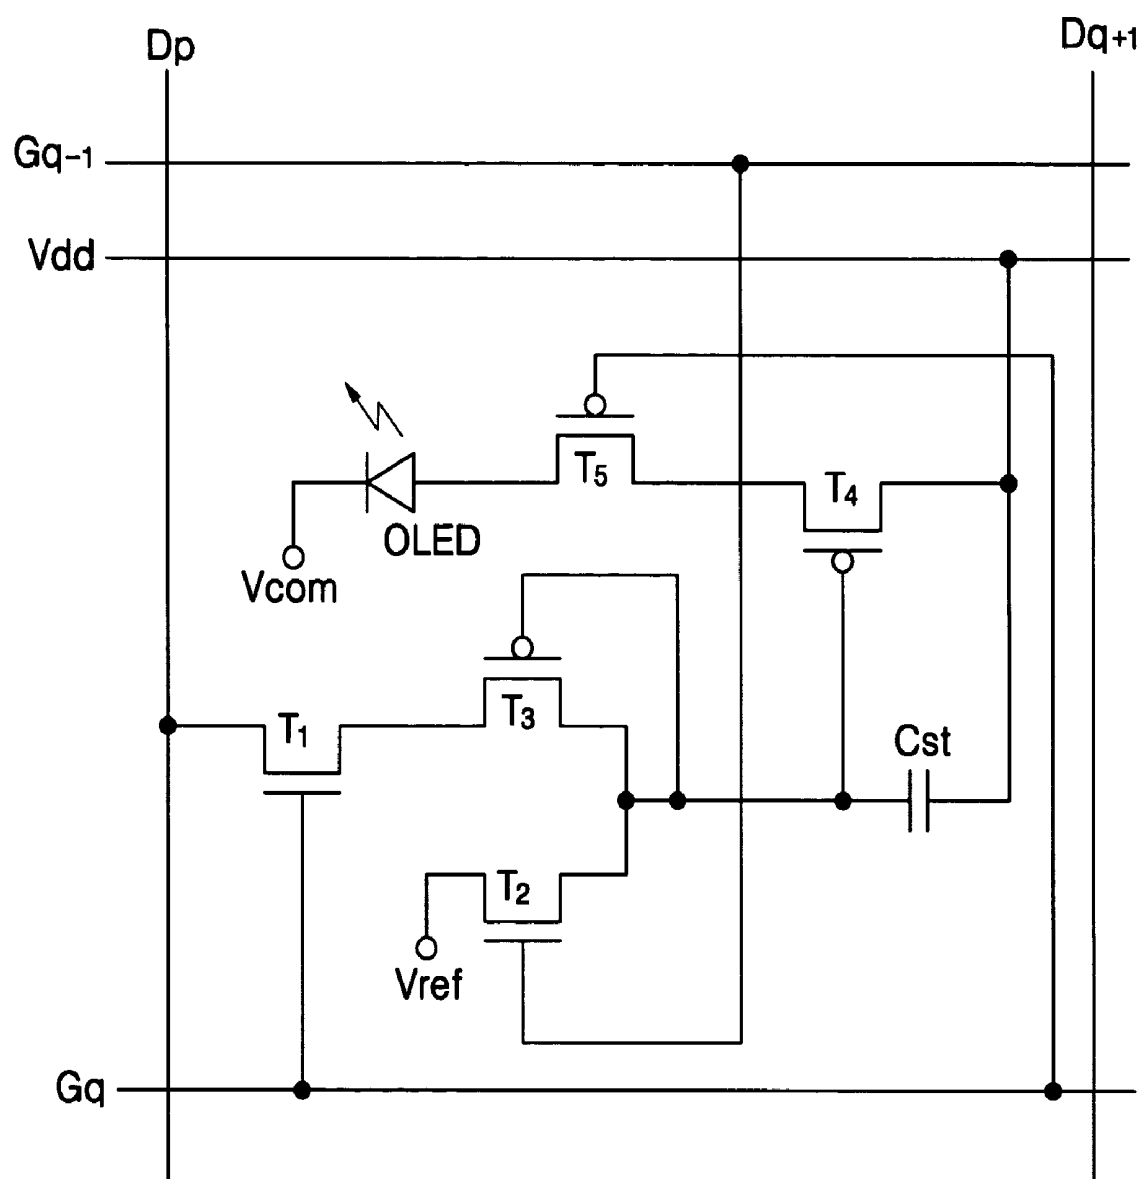 Dp
Dq+1
Gq-1
Vdd
T5
T4
OLED
Vcom
T3
T1
Cst
T2
Vref
Gq